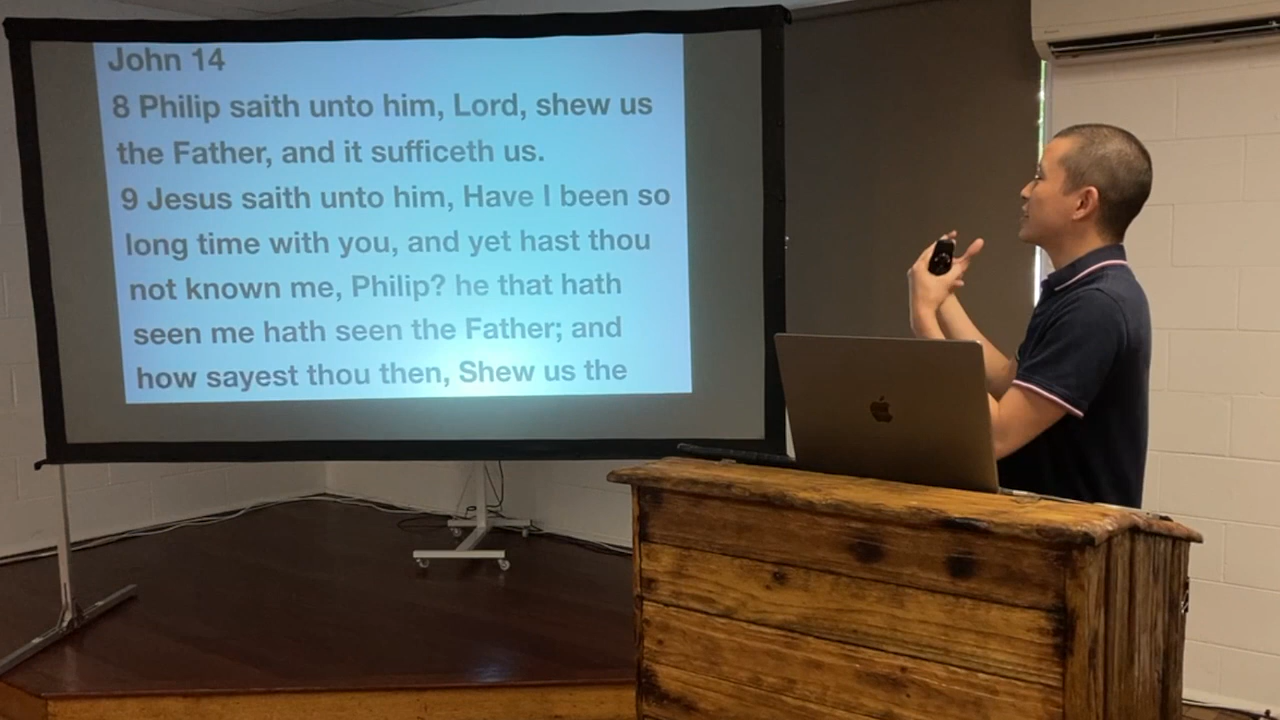 John 14
8 Philip saith unto him, Lord, shew us
the Father, and it sufficeth us.
9 Jesus saith unto him, Have I been so
long time with you, and yet hast thou
not known me, Philip? he that hath
seen me hath seen the Father; and
how sayest thou then, Shew us the